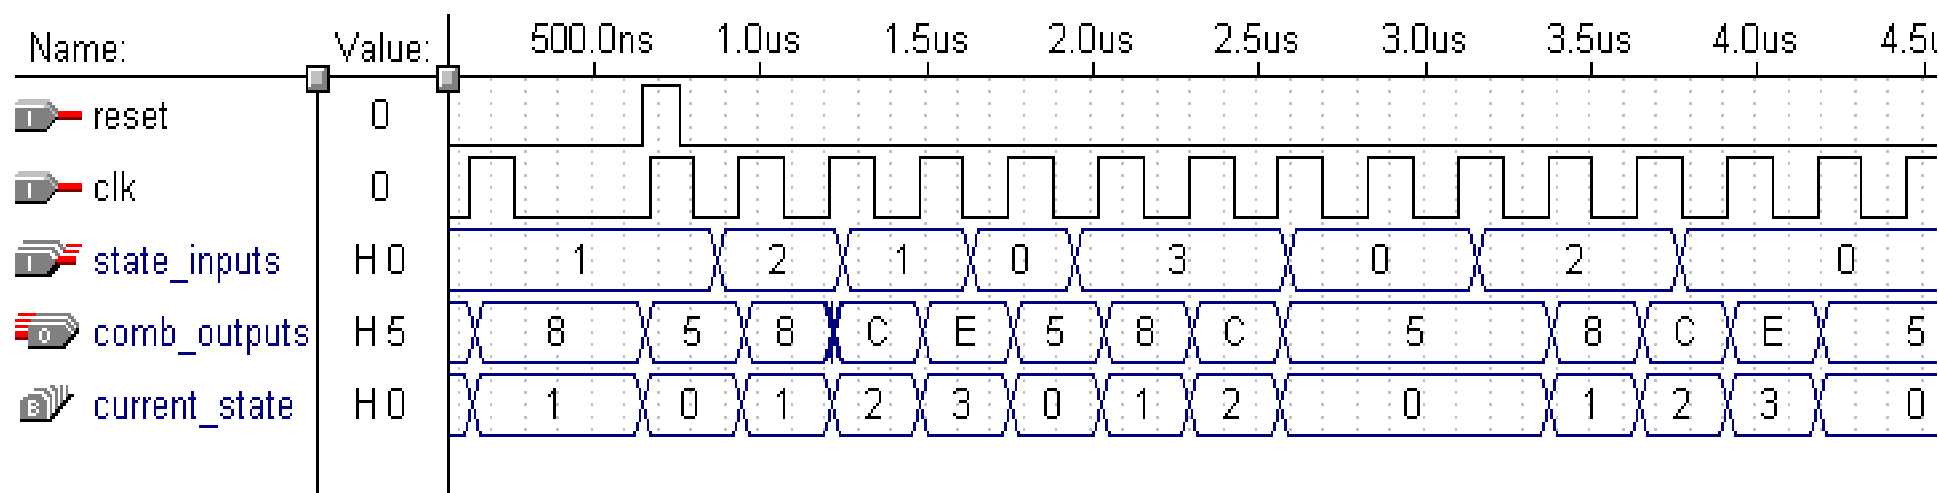 Name: Value: 500.0ns 1.0us 1.5us 2.0us 2.5us 3.0us 3.5us 4.0us 4.5u
I reset 0
I clk 0
I state_inputs H 0 1 2 1 0 3 0 2 0
O comb_outputs H 5 8 5 8 C E 5 8 C 5 8 C E 5
B current_state H 0 1 0 1 2 3 0 1 2 0 1 2 3 0